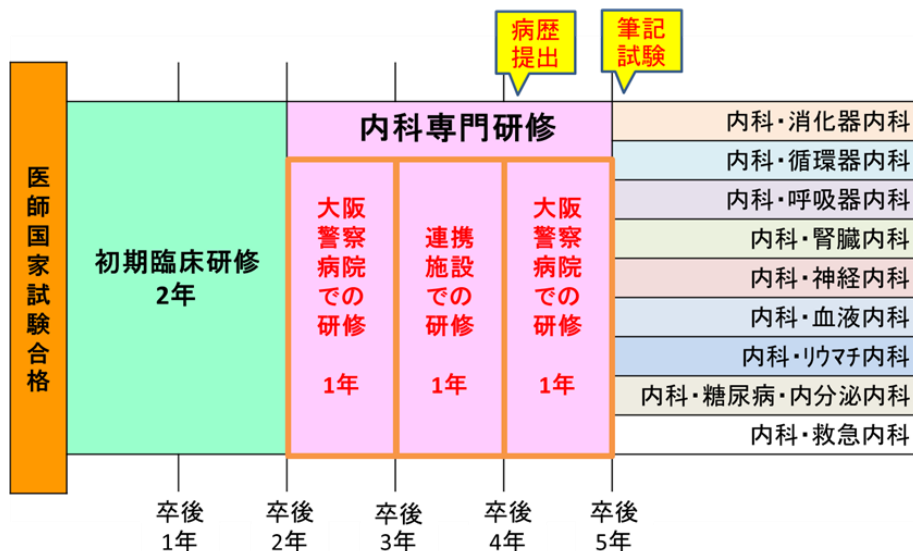 病歴
提出
筆記
試験
医師国家試験合格
初期臨床研修
2年
内科専門研修
大阪
警察
病院
での
研修
1年
連携
施設
での
研修
1年
大阪
警察
病院
での
研修
1年
内科・消化器内科
内科・循環器内科
内科・呼吸器内科
内科・腎臓内科
内科・神経内科
内科・血液内科
内科・リウマチ内科
内科・糖尿病・内分泌内科
内科・救急内科
卒後
1年
卒後
2年
卒後
3年
卒後
4年
卒後
5年